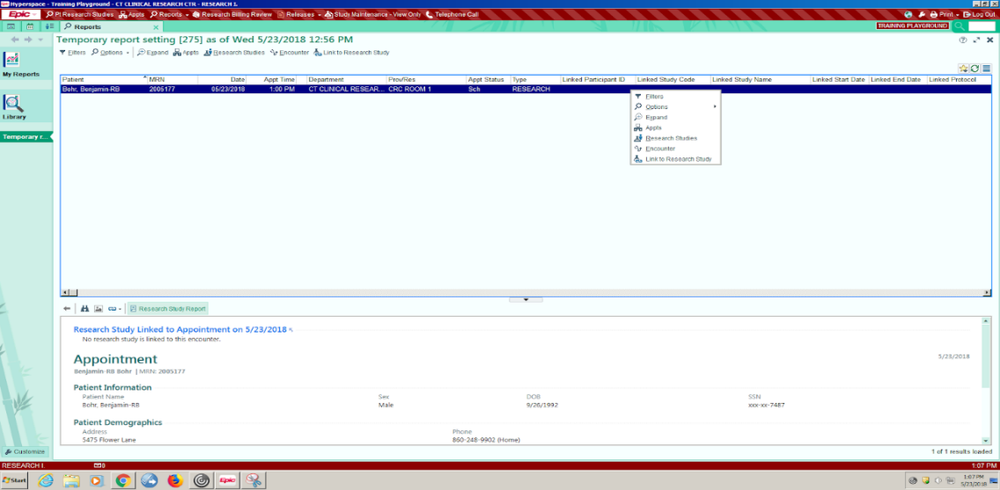 Hyperspace - Training Playground - CT CLINICAL RESEARCH CTR - RESEARCH I.
Epic Pt Research Studies Appts Reports Research Billing Review Releases Study Maintenance - View Only Telephone Call Print Log Out
Reports TRAINING PLAYGROUND
Temporary report setting [275] as of Wed 5/23/2018 12:56 PM
Filters Options Expand Appts Research Studies Encounter Link to Research Study
My Reports
Library
Temporary r...
Patient MRN Date Appt Time Department Prov/Res Appt Status Type Linked Participant ID Linked Study Code Linked Study Name Linked Start Date Linked End Date Linked Protocol
Bohr, Benjamin-RB 2005177 05/23/2018 1:00 PM CT CLINICAL RESEAR... CRC ROOM 1 Sch RESEARCH
Filters
Options
Expand
Appts
Research Studies
Encounter
Link to Research Study
Research Study Report
Research Study Linked to Appointment on 5/23/2018
No research study is linked to this encounter.
Appointment 5/23/2018
Benjamin-RB Bohr | MRN: 2005177
Patient Information
Patient Name Sex DOB SSN
Bohr, Benjamin-RB Male 9/26/1992 xxx-xx-7487
Patient Demographics
Address Phone
5475 Flower Lane 860-248-9902 (Home)
Customize 1 of 1 results loaded
RESEARCH I. 0 1:07 PM
Start Epic 1:07 PM
5/23/2018